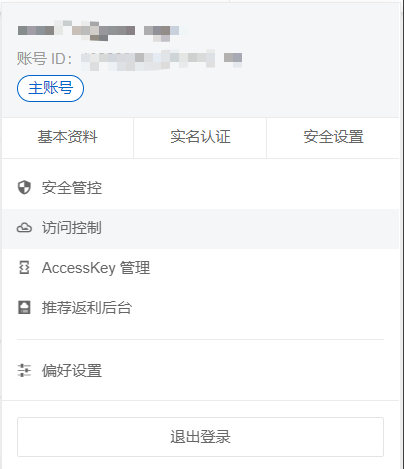 账号 ID：
主账号
基本资料 实名认证 安全设置
安全管控
访问控制
AccessKey 管理
推荐返利后台
偏好设置
退出登录